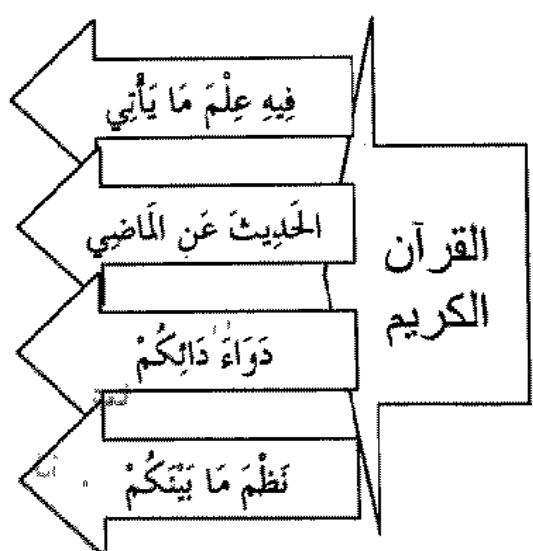 القرآن
الكريم
فِيهِ عِلْمَ مَا يَأْتِي
الحَدِيثَ عَنِ المَاضِي
دَوَاءَ دَائِكُمْ
نَظْمَ مَا بَيْنَكُمْ